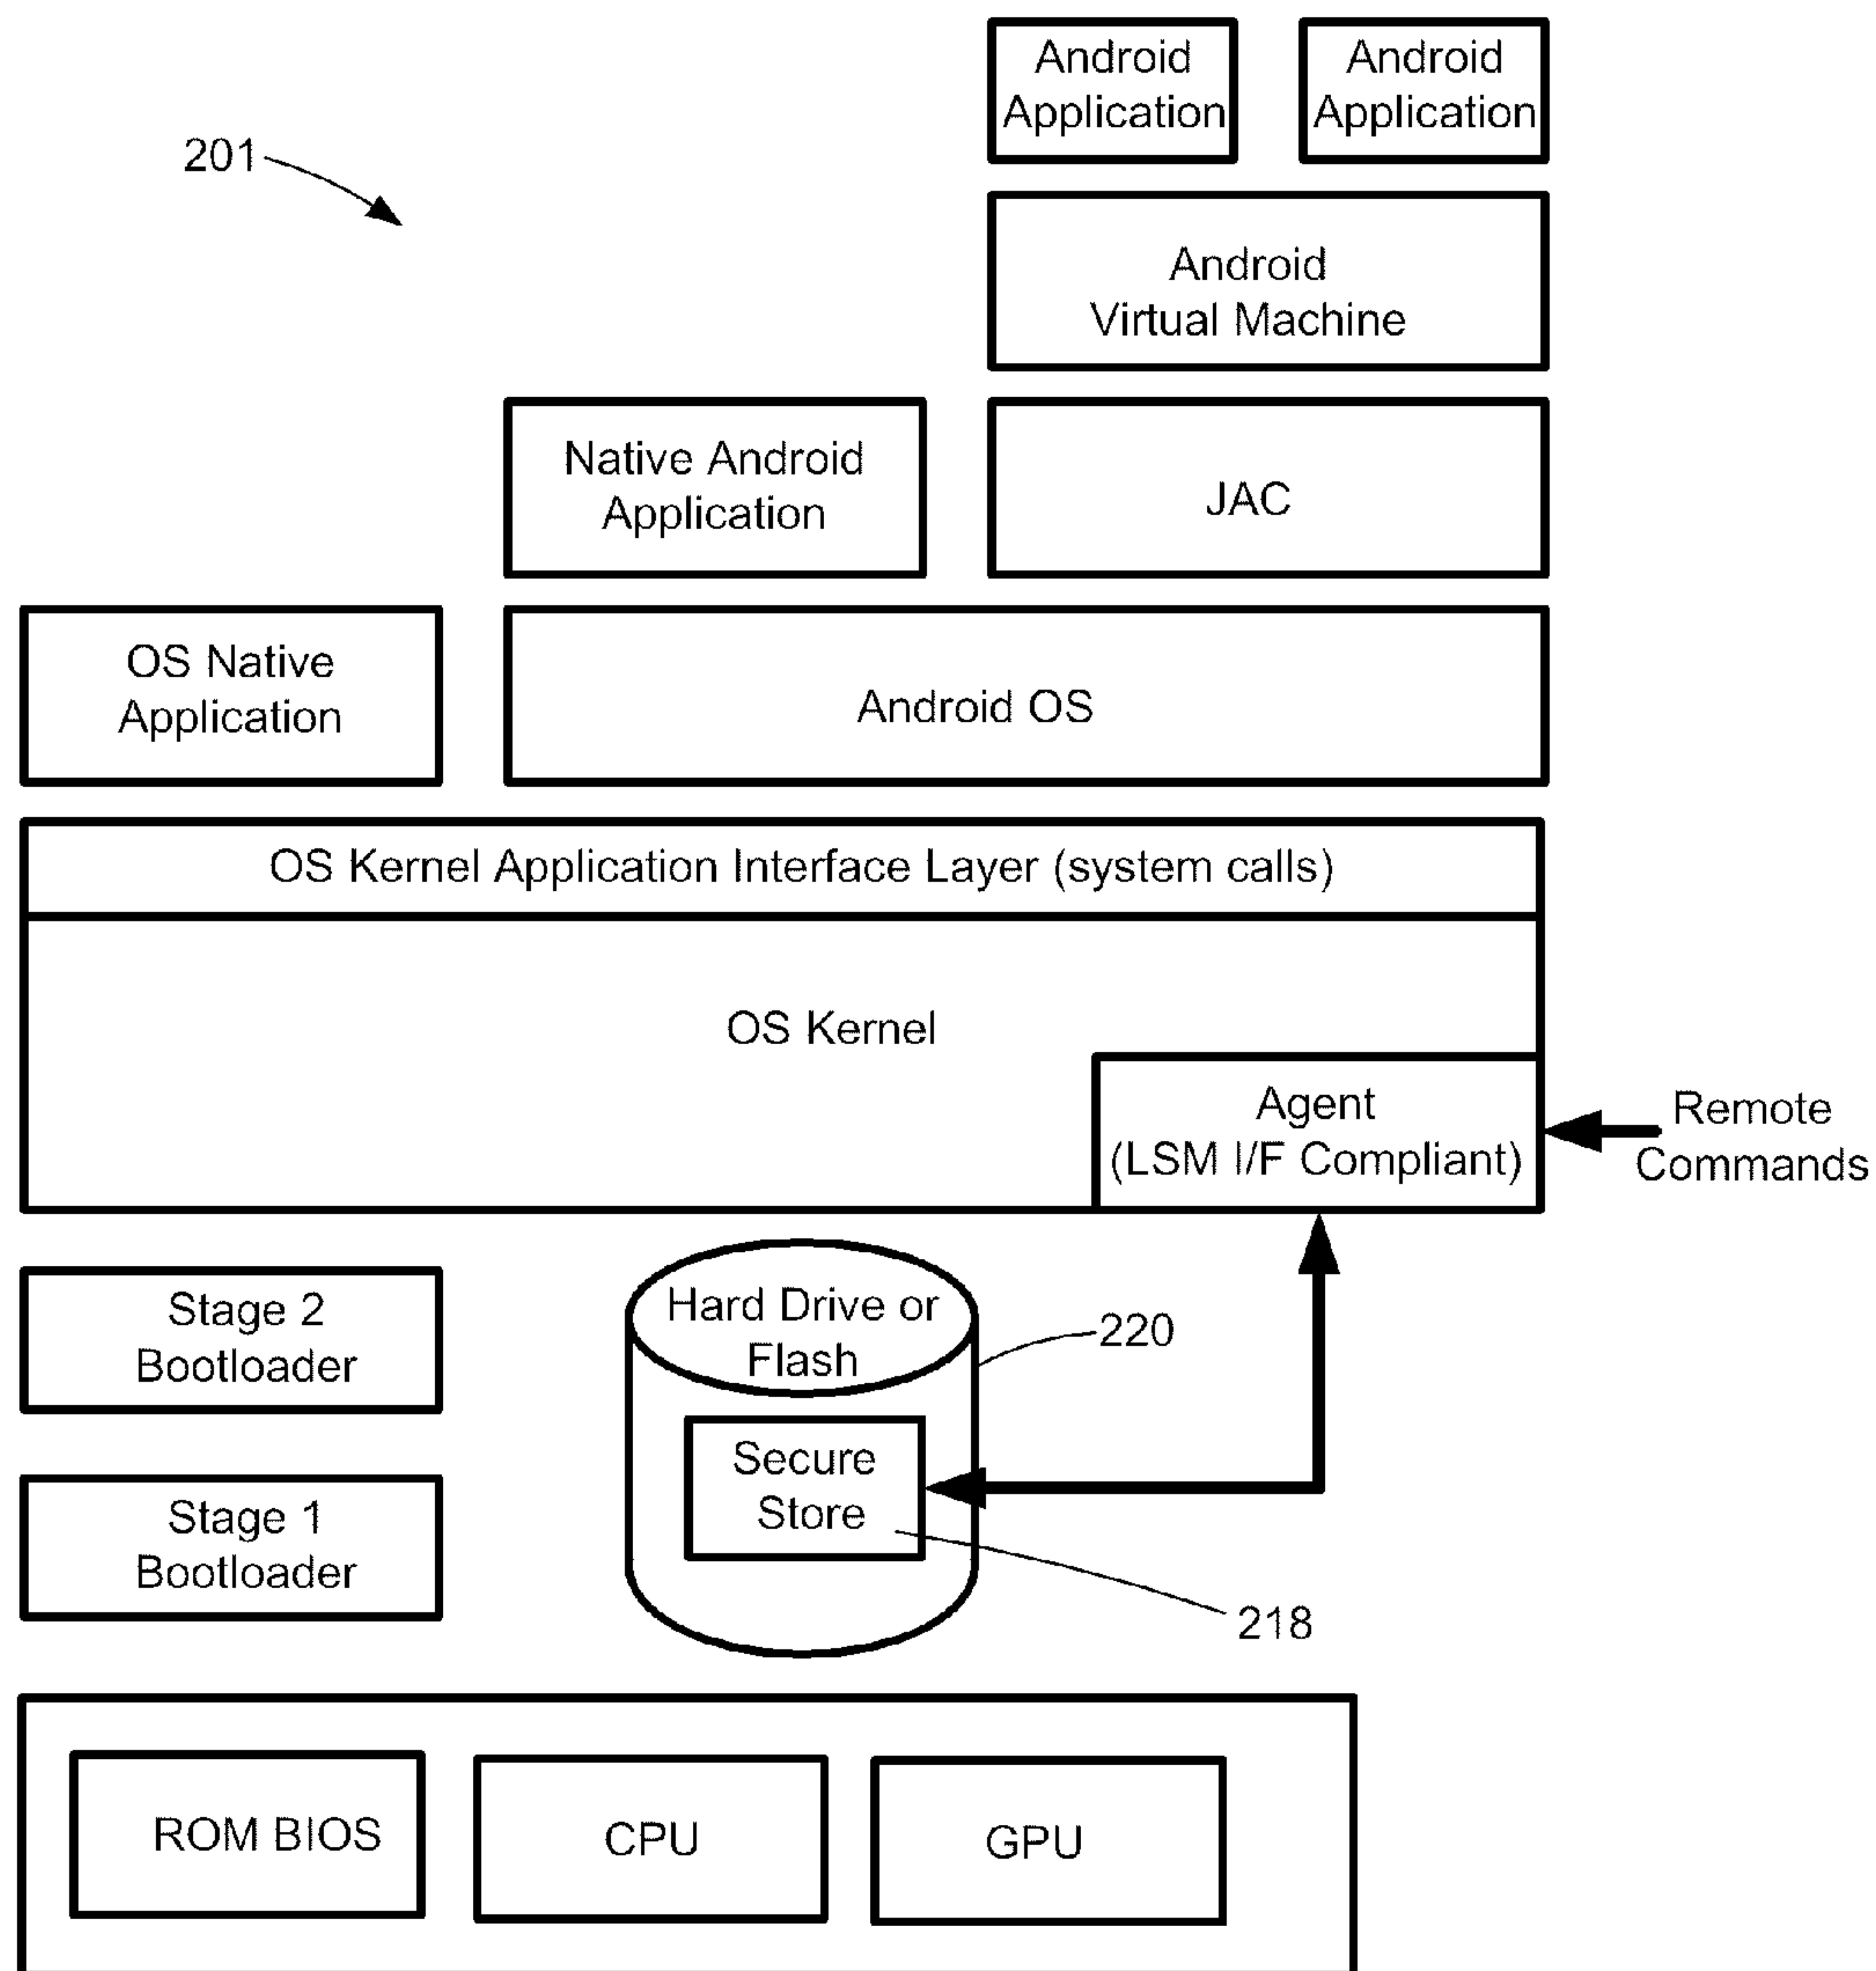 Android
Application
Android
Application
201
Android
Virtual Machine
Native Android
Application
JAC
OS Native
Application
Android OS
OS Kernel Application Interface Layer (system calls)
OS Kernel
Agent
(LSM I/F Compliant)
Remote
Commands
Stage 2
Bootloader
Hard Drive or
Flash
220
Secure
Store
Stage 1
Bootloader
218
ROM BIOS
CPU
GPU